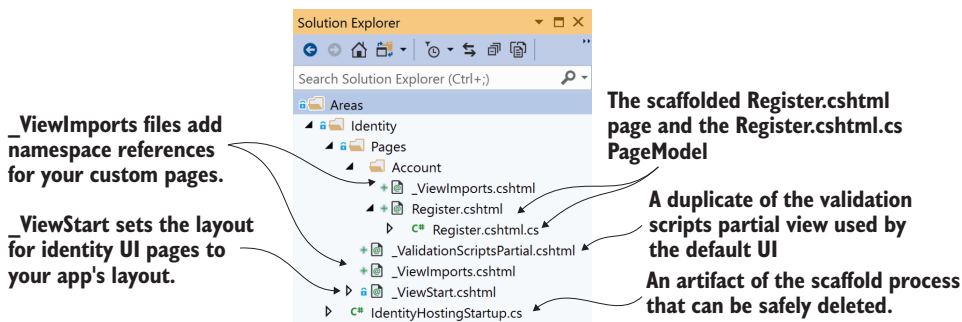 Solution Explorer
Search Solution Explorer (Ctrl+;)
Areas
Identity
Pages
Account
_ViewImports.cshtml
Register.cshtml
C# Register.cshtml.cs
_ValidationScriptsPartial.cshtml
_ViewImports.cshtml
_ViewStart.cshtml
C# IdentityHostingStartup.cs
_ViewImports files add
namespace references
for your custom pages.
_ViewStart sets the layout
for identity UI pages to
your app's layout.
The scaffolded Register.cshtml
page and the Register.cshtml.cs
PageModel
A duplicate of the validation
scripts partial view used by
the default UI
An artifact of the scaffold process
that can be safely deleted.